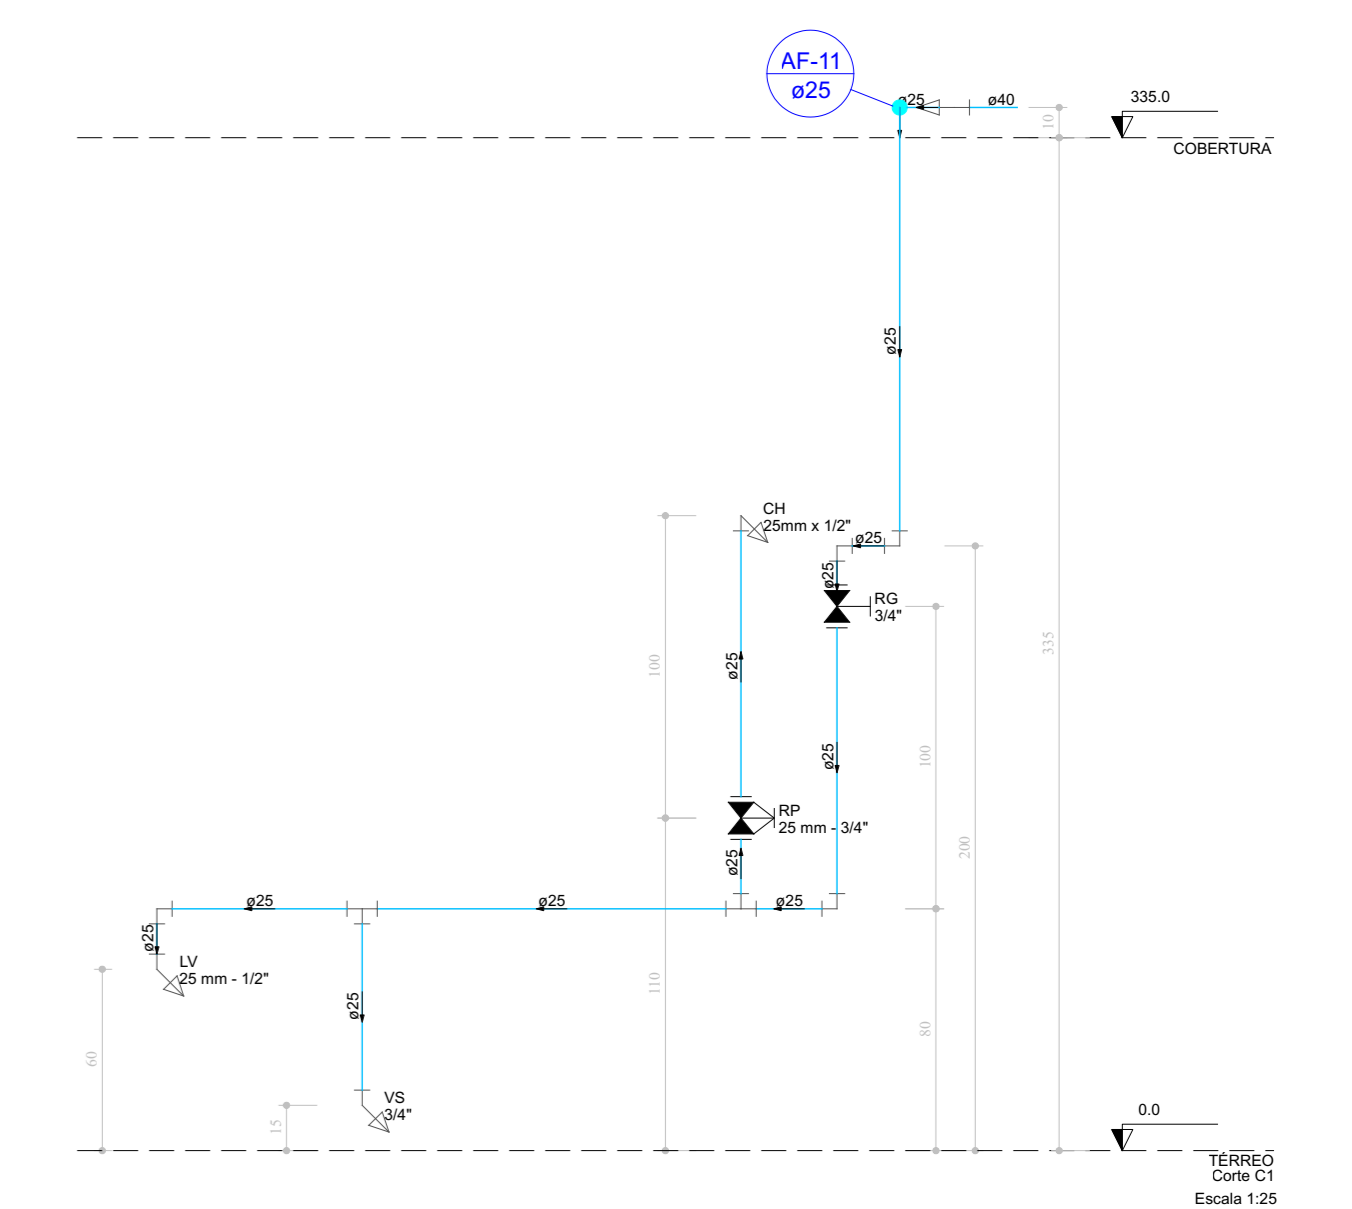 AF-11
ø25
ø25
ø40
10
335.0
COBERTURA
ø25
CH
25mm x 1/2"
ø25
ø25
RG
3/4"
335
100
ø25
ø25
100
RP
25 mm - 3/4"
200
ø25
ø25
ø25
ø25
ø25
LV
25 mm - 1/2"
110
ø25
80
60
VS
3/4"
15
0.0
TÉRREO
Corte C1
Escala 1:25